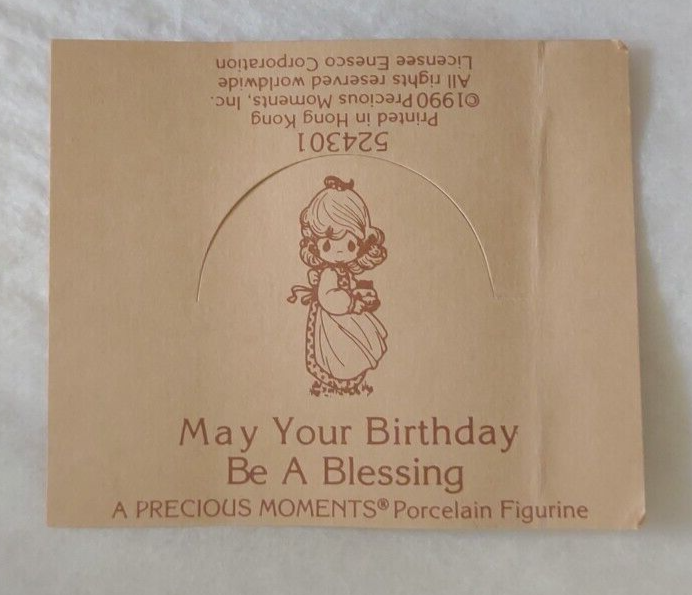 Licensee Enesco Corporation
All rights reserved worldwide
©1990 Precious Moments, Inc.
Printed in Hong Kong
524301
May Your Birthday
Be A Blessing
A PRECIOUS MOMENTS® Porcelain Figurine